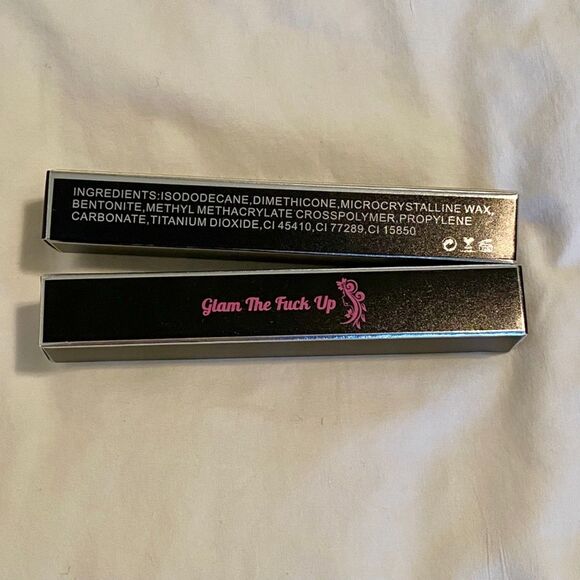 INGREDIENTS:ISODODECANE,DIMETHICONE,MICROCRYSTALLINE WAX,
BENTONITE,METHYL METHACRYLATE CROSSPOLYMER,PROPYLENE
CARBONATE,TITANIUM DIOXIDE,CI 45410,CI 77289,CI 15850
Glam The Fuck Up